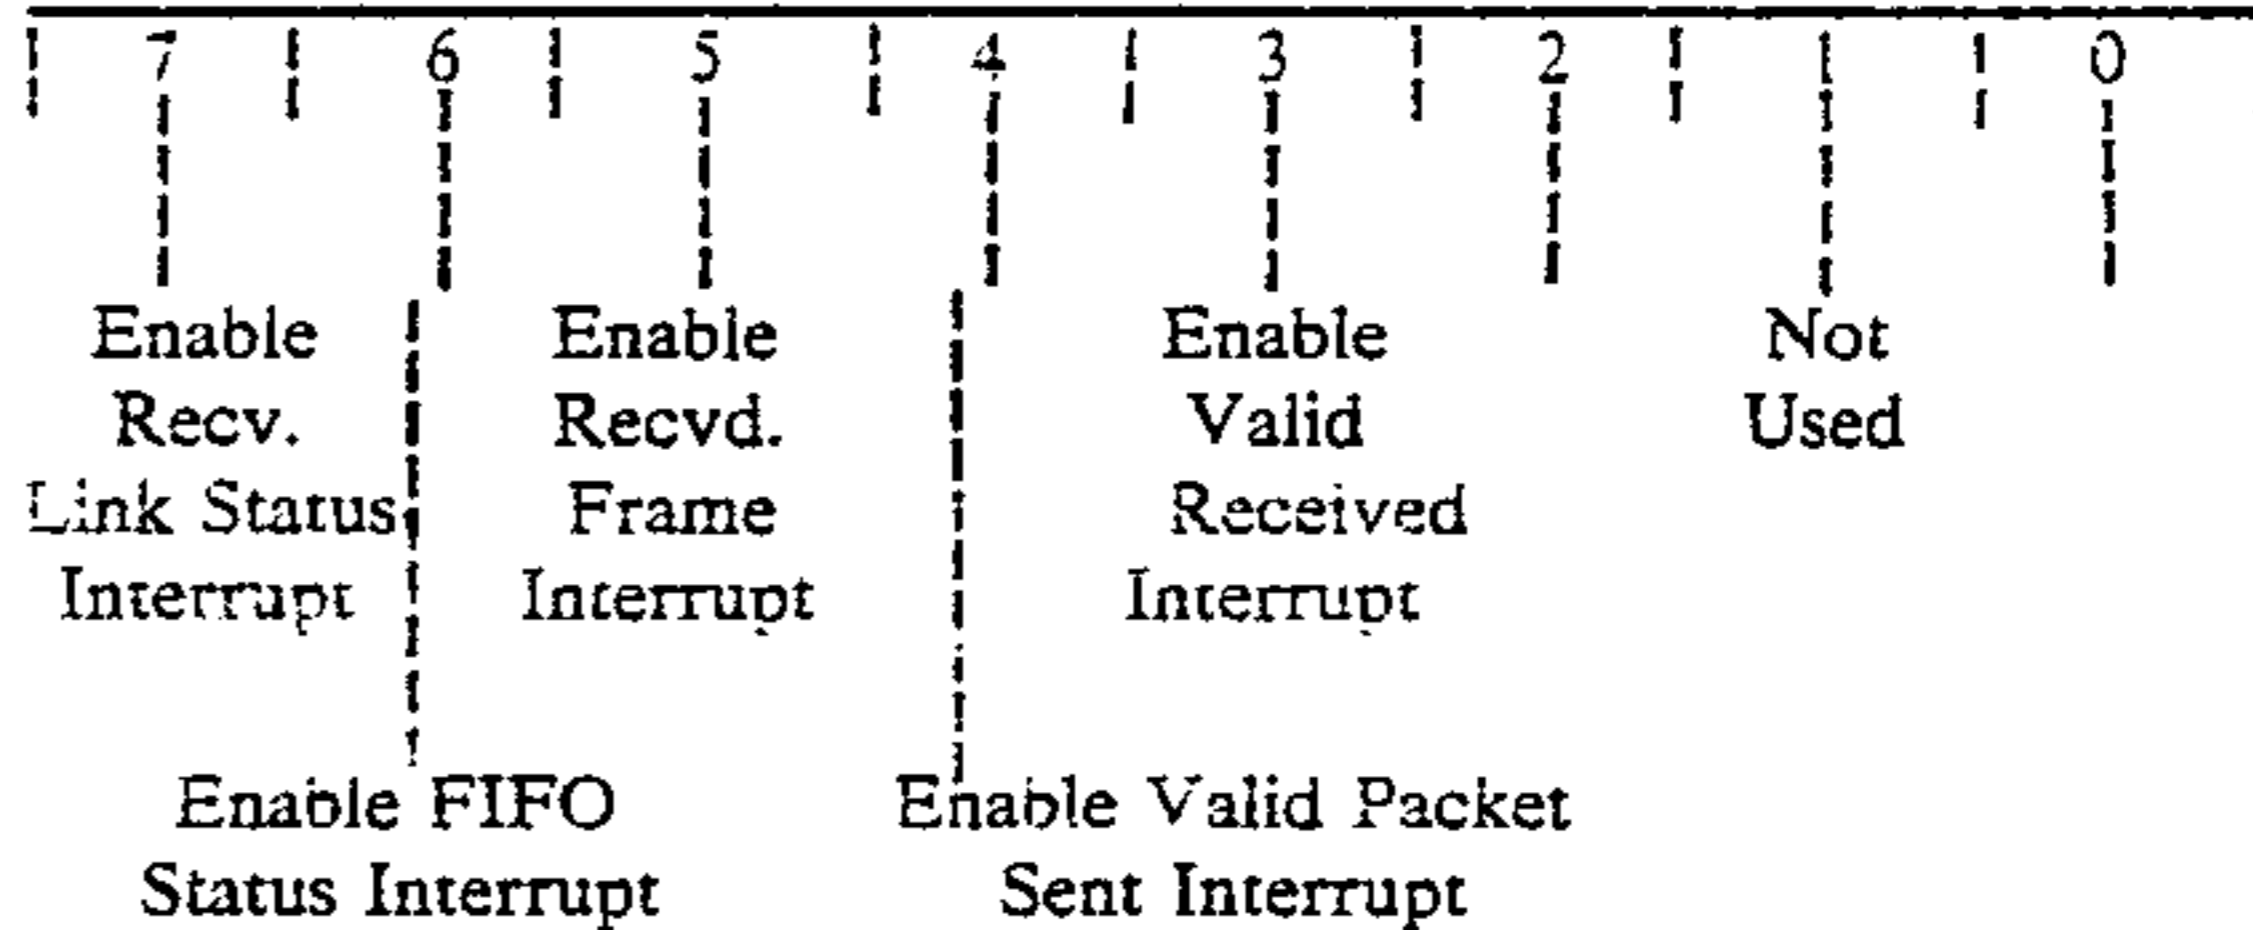 7 6 5 4 3 2 1 0
Enable Enable Enable Not
Recv. Recvd. Valid Used
Link Status Frame Received
Interrupt Interrupt Interrupt
Enable FIFO Enable Valid Packet
Status Interrupt Sent Interrupt